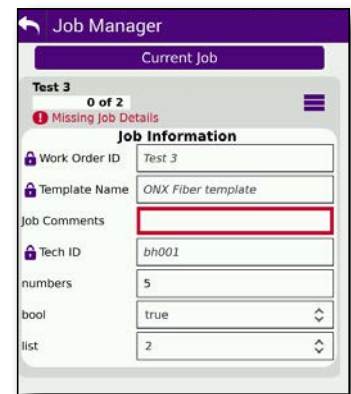 Job Manager
Current Job
Test 3
0 of 2
Missing Job Details
Job Information
Work Order ID Test 3
Template Name ONX Fiber template
Job Comments
Tech ID bh001
numbers 5
bool true
list 2